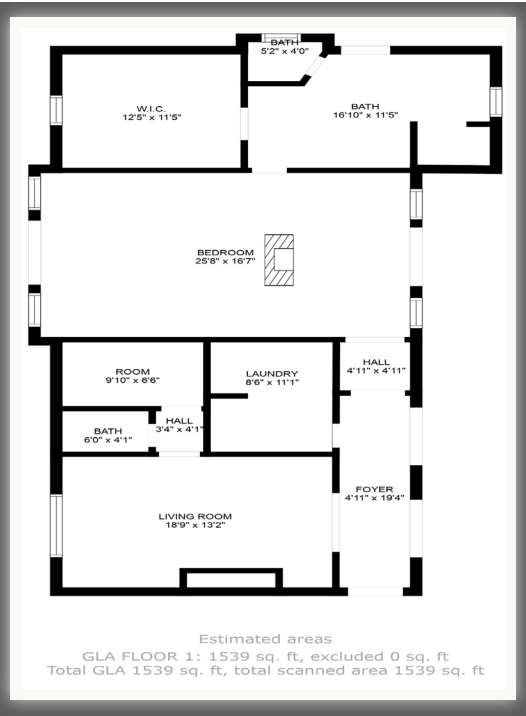 BATH
5'2" x 4'0"
W.I.C.
12'5" x 11'5"
BATH
16'10" x 11'5"
BEDROOM
25'8" x 16'7"
ROOM
9'10" x 6'6"
LAUNDRY
8'6" x 11'1"
HALL
4'11" x 4'11"
BATH
6'0" x 4'1"
HALL
3'4" x 4'1"
FOYER
4'11" x 19'4"
LIVING ROOM
18'9" x 13'2"
Estimated areas
GLA FLOOR 1: 1539 sq. ft, excluded 0 sq. ft
Total GLA 1539 sq. ft, total scanned area 1539 sq. ft